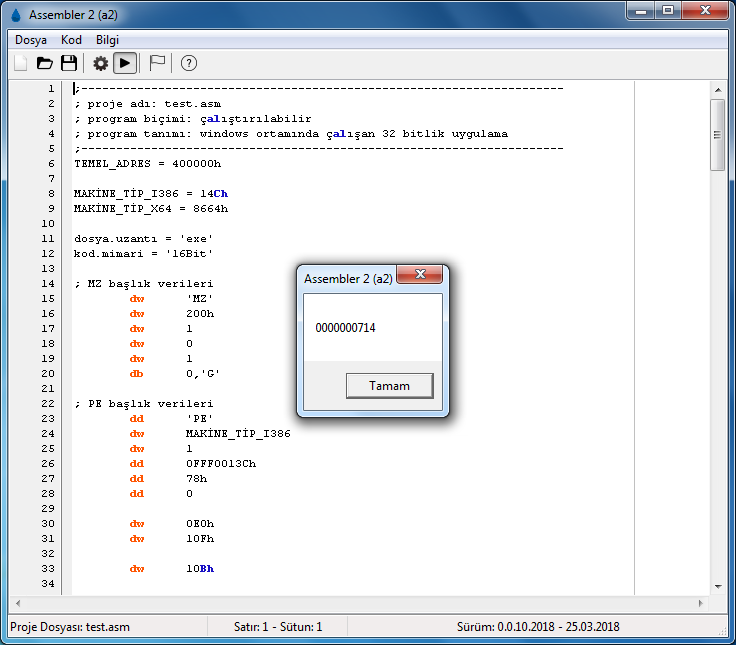 Assembler 2 (a2)
Dosya Kod Bilgi
1 ;---------------------------------------------------------------------
2 ; proje adı: test.asm
3 ; program biçimi: çalıştırılabilir
4 ; program tanımı: windows ortamında çalışan 32 bitlik uygulama
5 ;---------------------------------------------------------------------
6 TEMEL_ADRES = 400000h
7
8 MAKİNE_TİP_I386 = 14Ch
9 MAKİNE_TİP_X64 = 8664h
10
11 dosya.uzantı = 'exe'
12 kod.mimari = '16Bit'
13
14 ; MZ başlık verileri
15 dw 'MZ'
16 dw 200h
17 dw 1
18 dw 0
19 dw 1
20 db 0,'G'
21
22 ; PE başlık verileri
23 dd 'PE'
24 dw MAKİNE_TİP_I386
25 dw 1
26 dd 0FFF0013Ch
27 dd 78h
28 dd 0
29
30 dw 0E0h
31 dw 10Fh
32
33 dw 10Bh
34
Assembler 2 (a2)
0000000714
Tamam
Proje Dosyası: test.asm Satır: 1 - Sütun: 1 Sürüm: 0.0.10.2018 - 25.03.2018